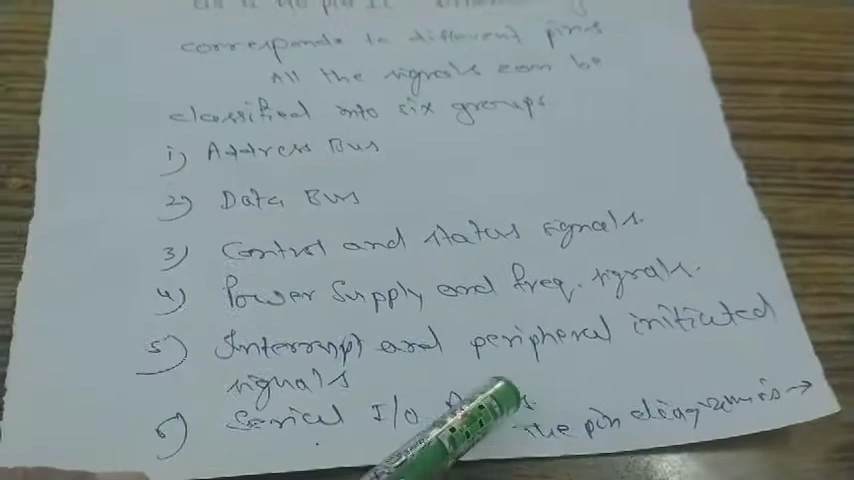 corresponds to different pins
All the signals can be
classified into six groups
1) Address Bus
2) Data Bus
3) Control and status signals.
4) Power Supply and freq. signals.
5) Interrupt and peripheral initiated
signals
6) Serial I/O
the pin diagram is →